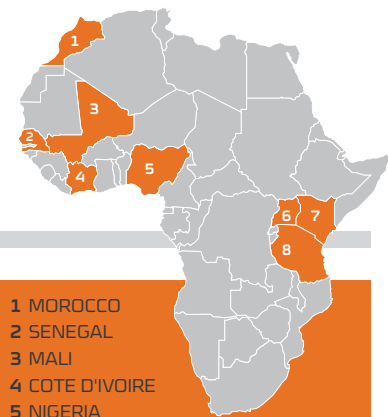 1
3
2
4
5
6 7
8
1 MOROCCO
2 SENEGAL
3 MALI
4 COTE D'IVOIRE
5 NIGERIA